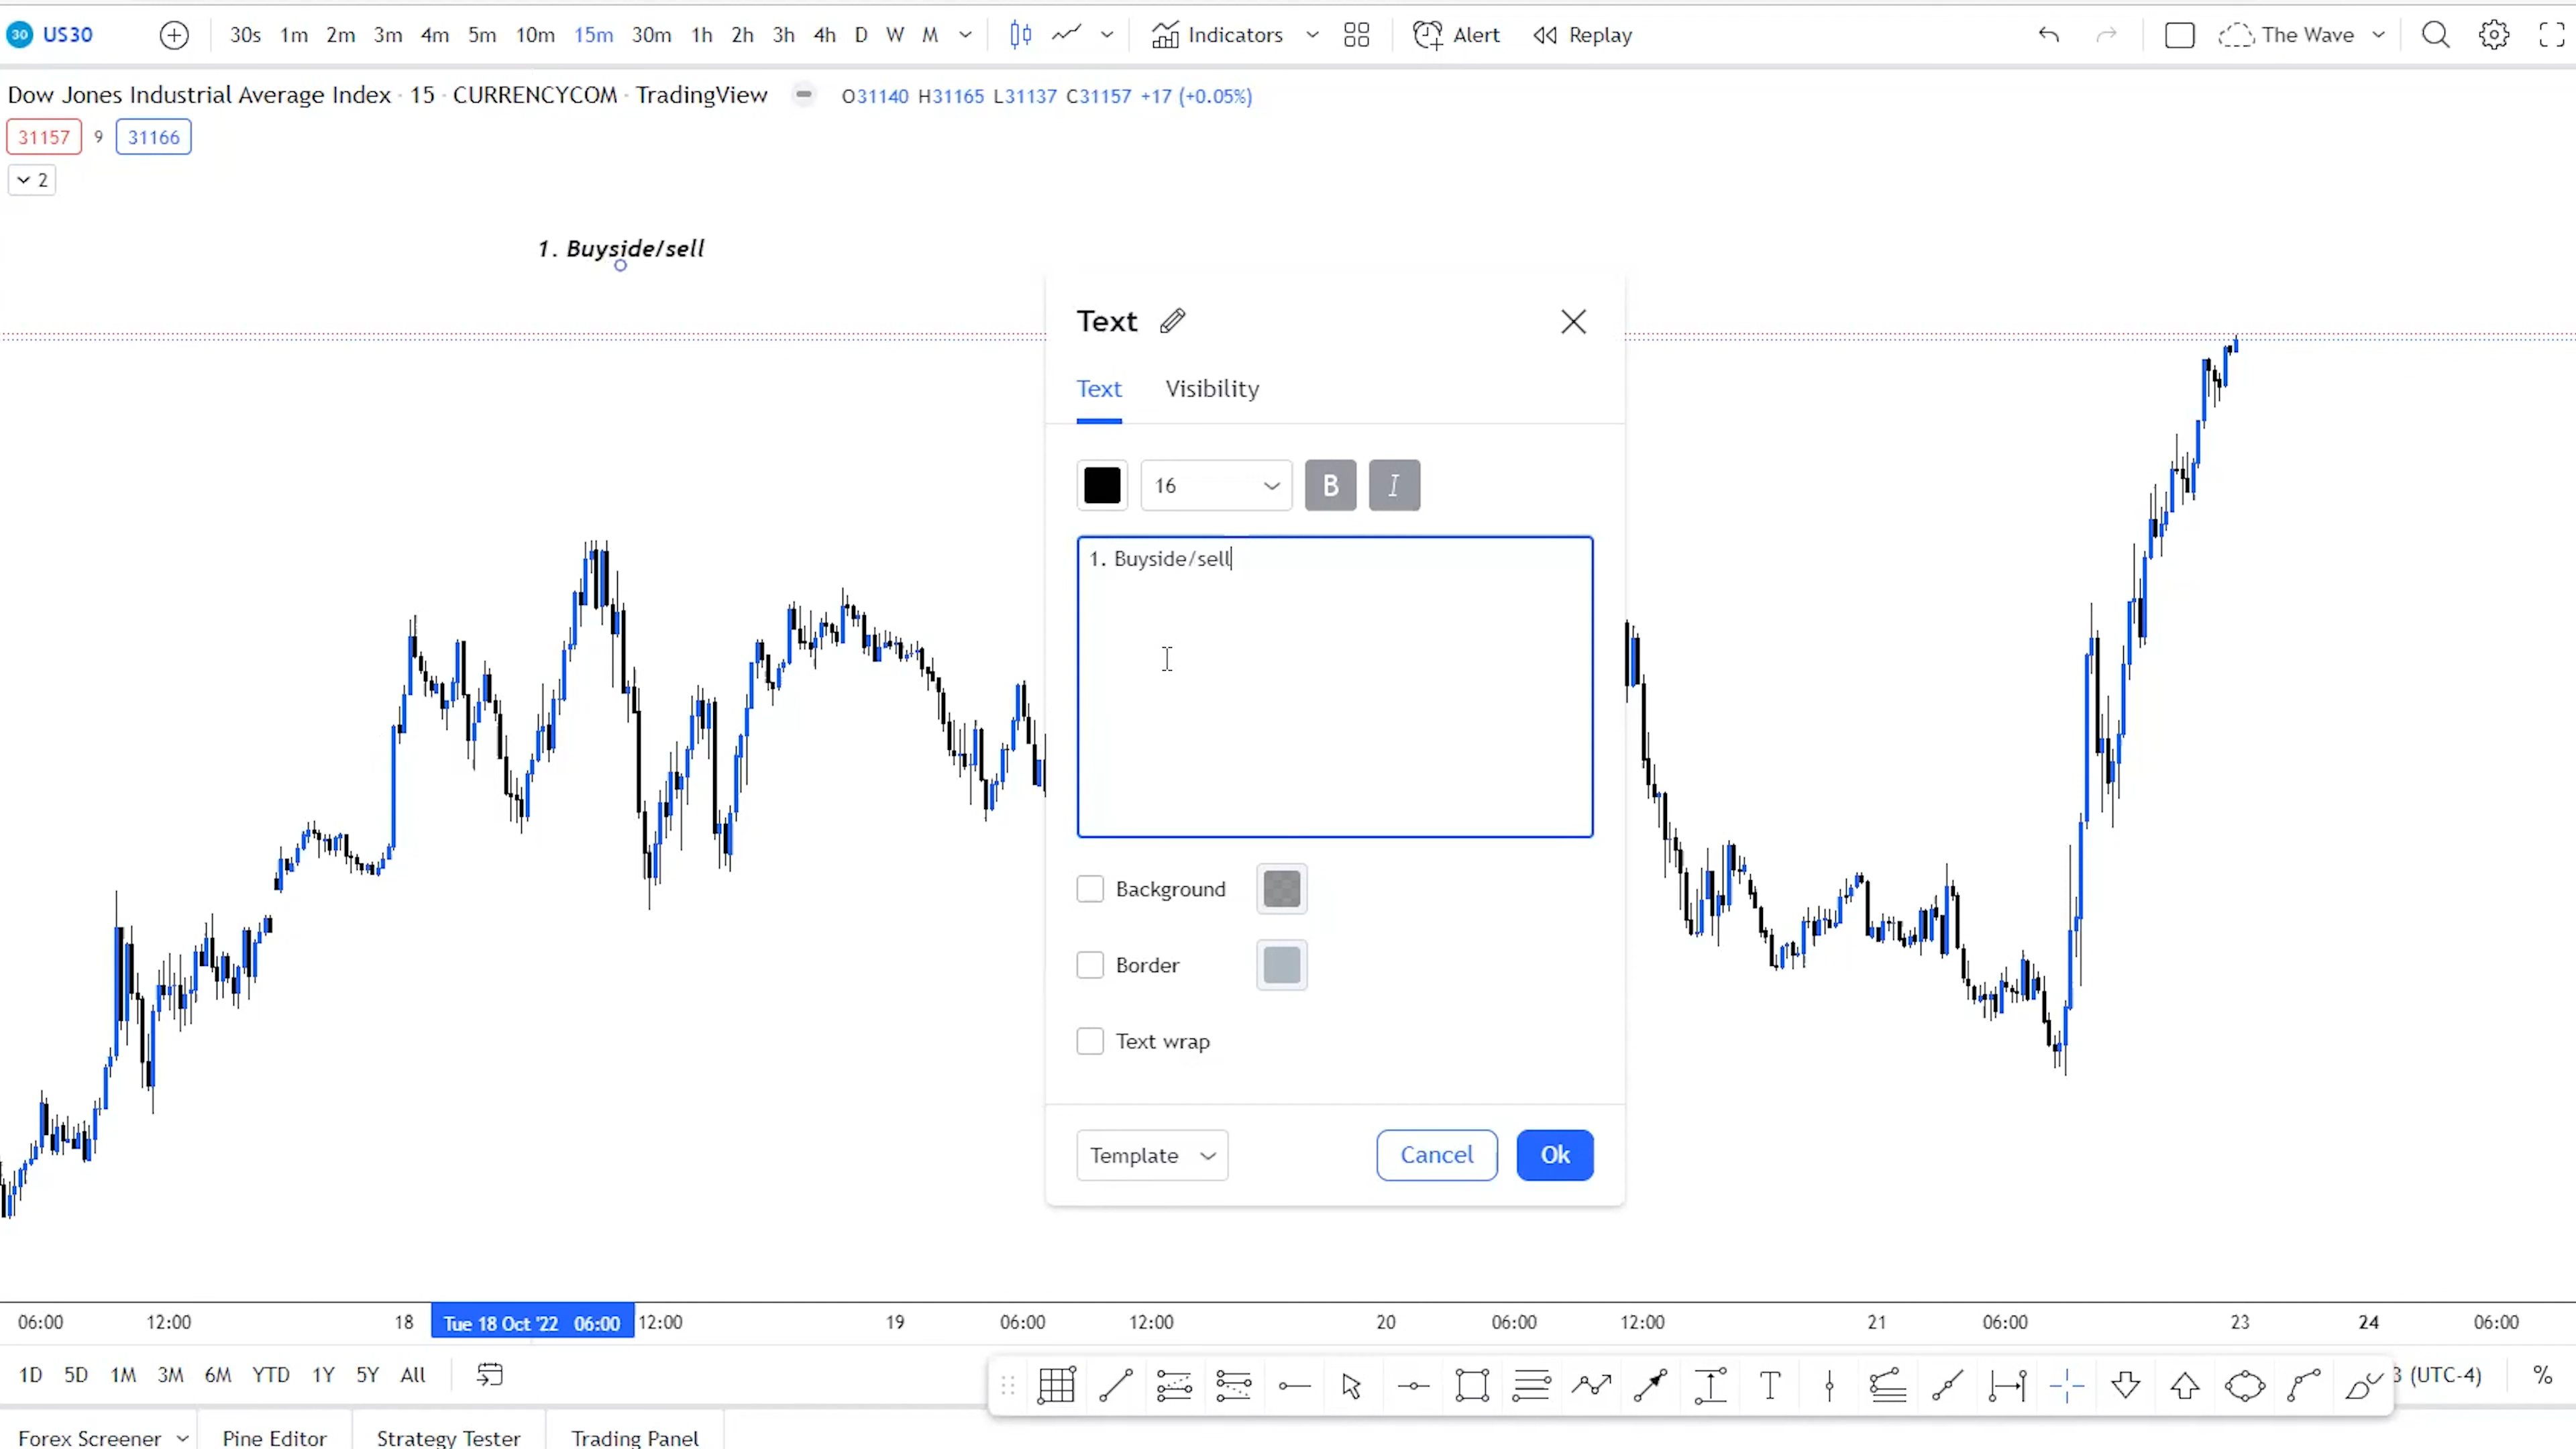 30 US30 30s 1m 2m 3m 4m 5m 10m 15m 30m 1h 2h 3h 4h D W M Indicators Alert Replay The Wave
Dow Jones Industrial Average Index · 15 · CURRENCYCOM · TradingView O31140 H31165 L31137 C31157 +17 (+0.05%)
31157 9 31166
2
1. Buyside/sell
Text
Text Visibility
16 B I
1. Buyside/sell
Background
Border
Text wrap
Template Cancel Ok
06:00 12:00 18 Tue 18 Oct '22 06:00 12:00 19 06:00 12:00 20 06:00 12:00 21 06:00 23 24 06:00
1D 5D 1M 3M 6M YTD 1Y 5Y All T 3 (UTC-4) %
Forex Screener Pine Editor Strategy Tester Trading Panel